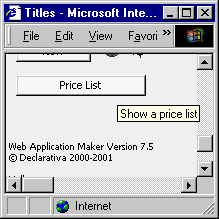 Titles - Microsoft Inte...
File Edit View Favori »
Price List
Show a price list
Web Application Maker Version 7.5
© Declarativa 2000-2001
Internet